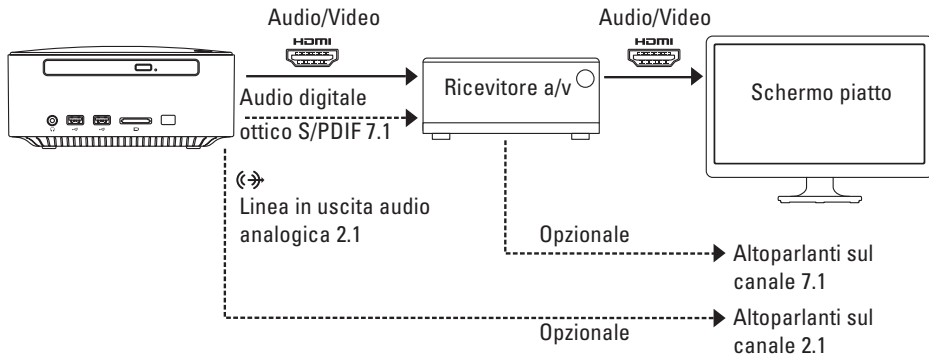 Audio/Video
HDMI
Audio/Video
HDMI
Audio digitale
ottico S/PDIF 7.1
Ricevitore a/v
Schermo piatto
Linea in uscita audio
analogica 2.1
Opzionale
Altoparlanti sul
canale 7.1
Opzionale
Altoparlanti sul
canale 2.1